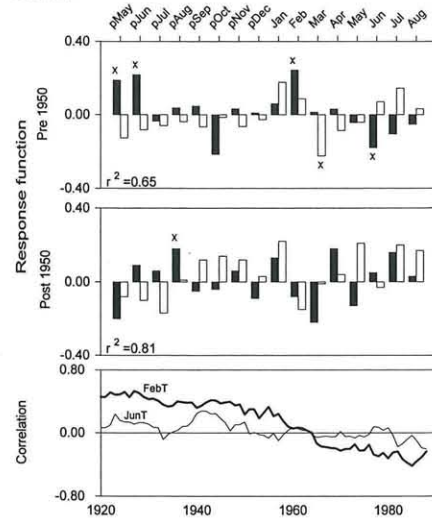 pMay pJun pJul pAug pSep pOct pNov pDec Jan Feb Mar Apr May Jun Jul Aug
0.40
x x x
0.00
x
x
-0.40
r²=0.65
Pre 1950
Response function
0.40
x
0.00
-0.40
r²=0.81
Post 1950
0.80
FebT
JunT
0.00
-0.80
Correlation
1920 1940 1960 1980